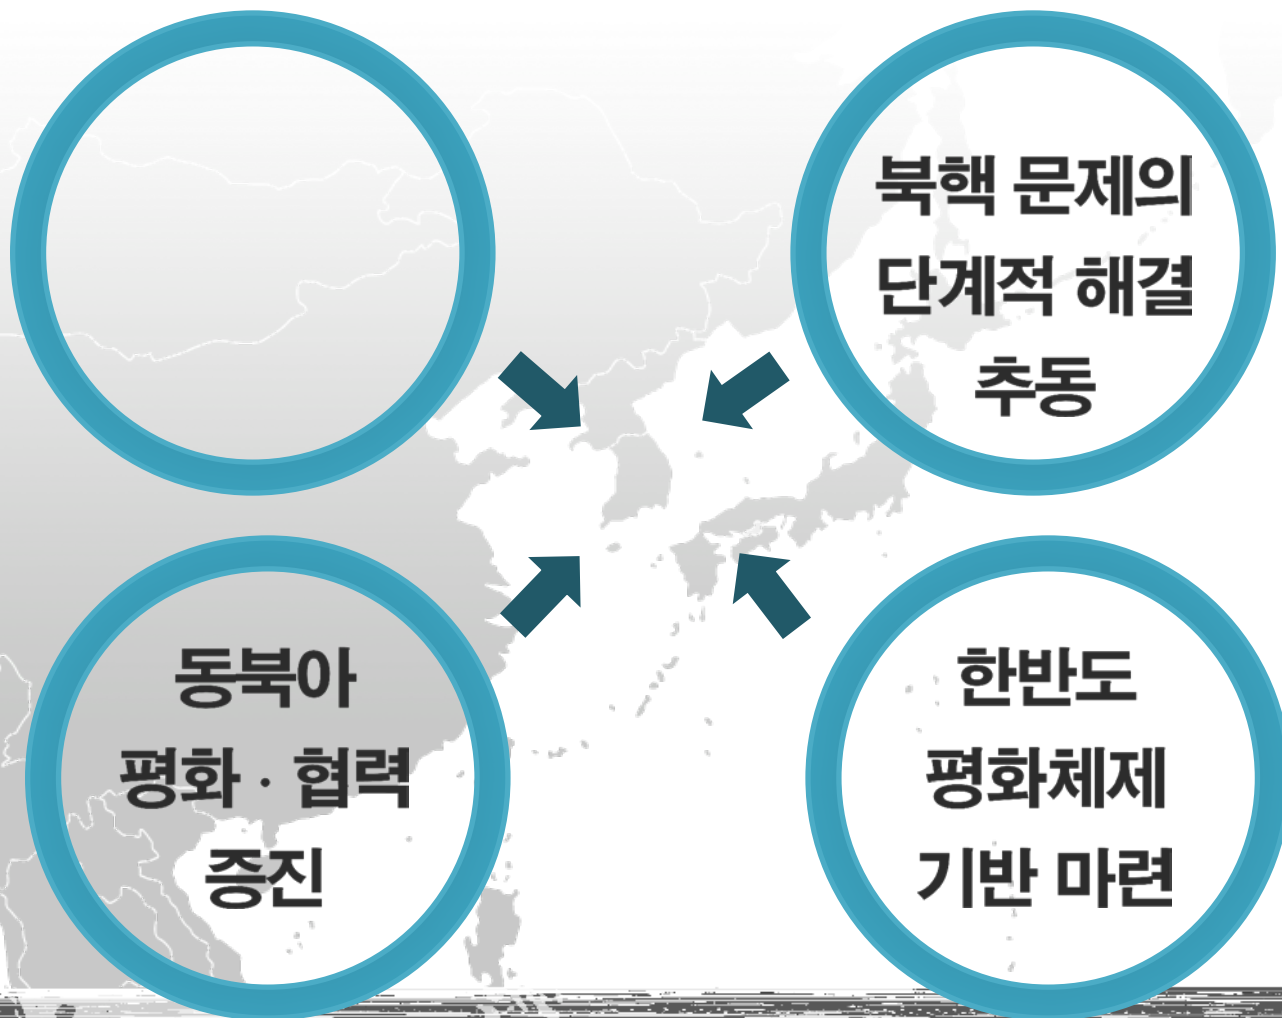 북핵 문제의
단계적 해결
추동
동북아
평화 · 협력
증진
한반도
평화체제
기반 마련